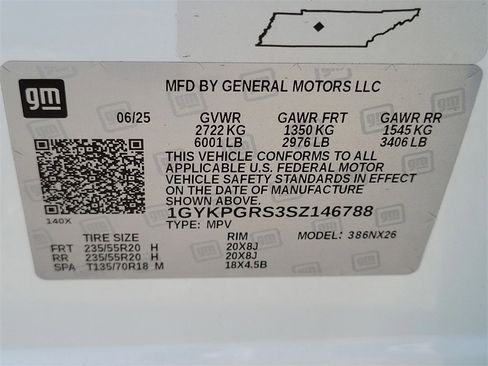 gm
MFD BY GENERAL MOTORS LLC
06/25 GVWR GAWR FRT GAWR RR
2722 KG 1350 KG 1545 KG
6001 LB 2976 LB 3406 LB
THIS VEHICLE CONFORMS TO ALL
APPLICABLE U.S. FEDERAL MOTOR
VEHICLE SAFETY STANDARDS IN EFFECT
ON THE DATE OF MANUFACTURE
SHOWN ABOVE.
1GYKPGRS3SZ146788
140X TYPE: MPV
TIRE SIZE RIM MODEL: 386NX26
FRT 235/55R20 H 20X8J
RR 235/55R20 H 20X8J
SPA T135/70R18 M 18X4.5B